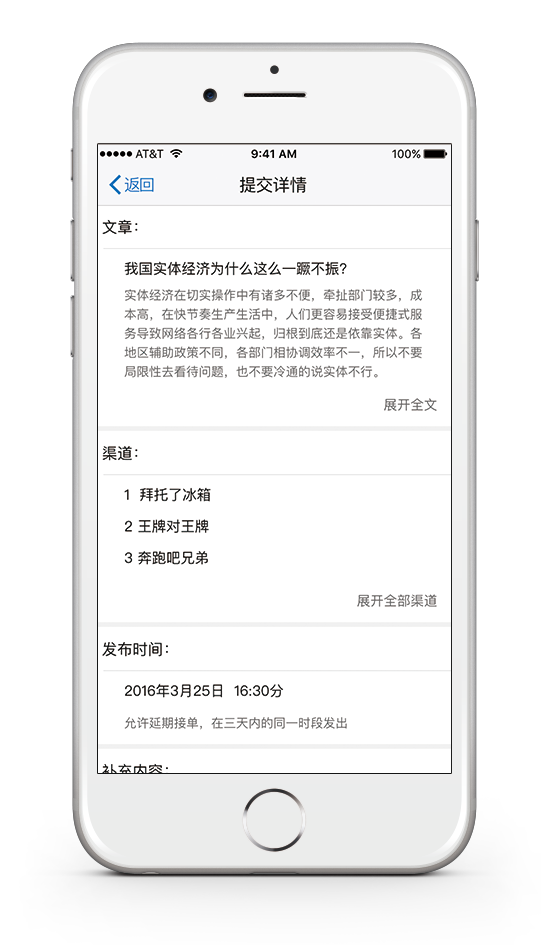 AT&T 9:41 AM 100%
返回 提交详情
文章：
我国实体经济为什么这么一蹶不振？
实体经济在切实操作中有诸多不便，牵扯部门较多，成
本高，在快节奏生产生活中，人们更容易接受便捷式服
务导致网络各行各业兴起，归根到底还是依靠实体。各
地区辅助政策不同，各部门相协调效率不一，所以不要
局限性去看待问题，也不要冷通的说实体不行。
展开全文
渠道：
1 拜托了冰箱
2 王牌对王牌
3 奔跑吧兄弟
展开全部渠道
发布时间：
2016年3月25日 16:30分
允许延期接单，在三天内的同一时段发出
补充内容：